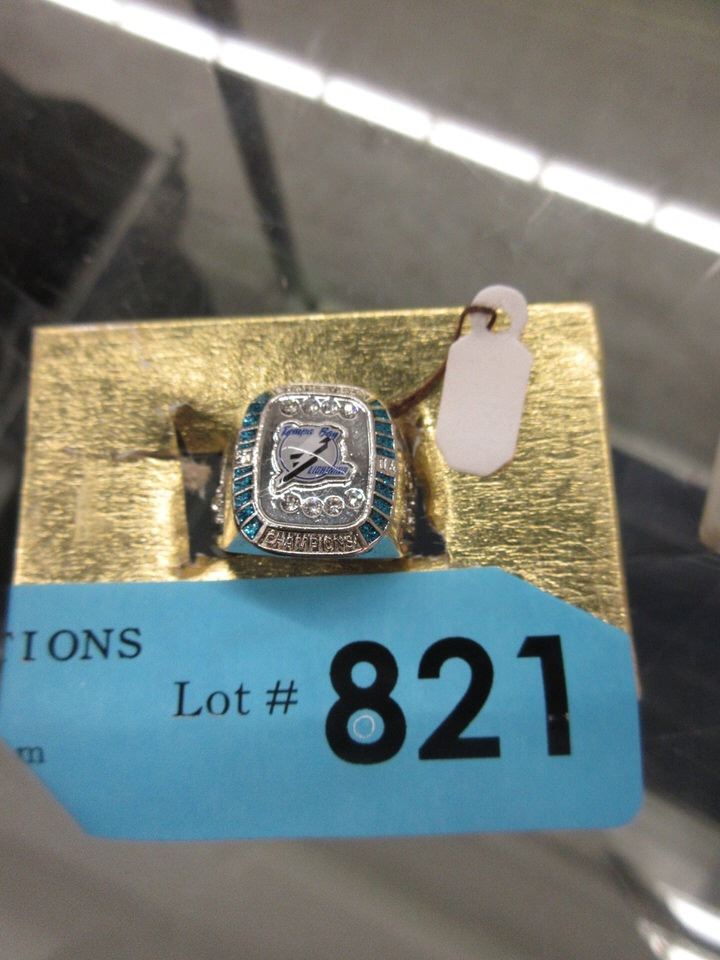 Tampa Bay
LIGHTNING
CHAMPIONS
TIONS
Lot # 821
m